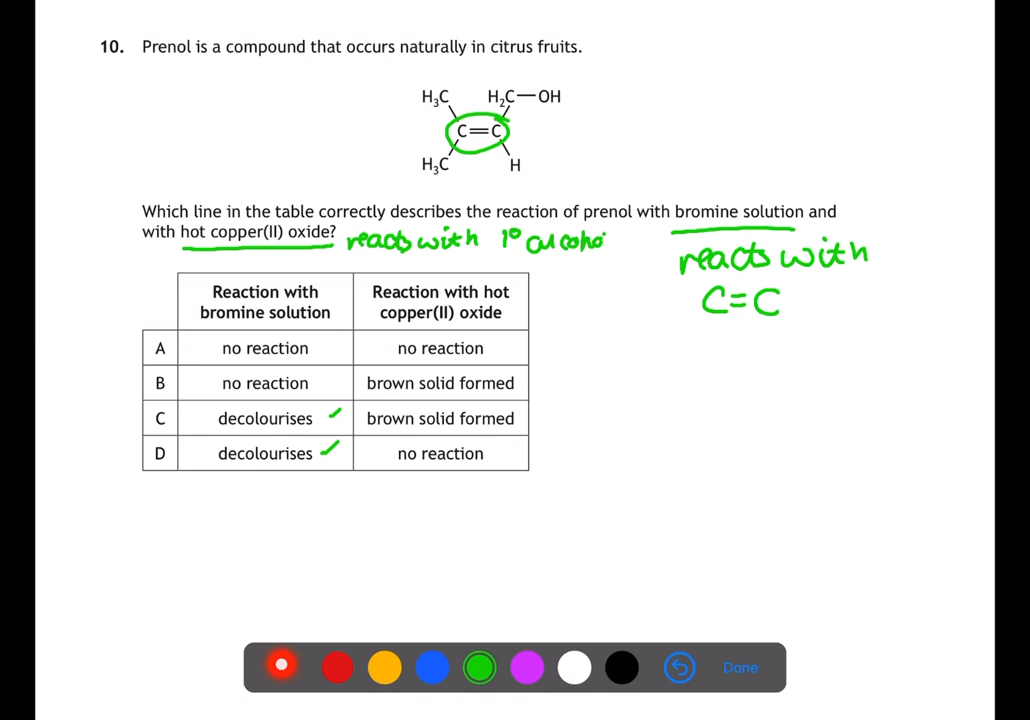 10. Prenol is a compound that occurs naturally in citrus fruits.
H₃C H₂C—OH
C=C
H₃C H
Which line in the table correctly describes the reaction of prenol with bromine solution and
with hot copper(II) oxide? reacts with 1° alcohol
reacts with
C=C
Reaction with bromine solution Reaction with hot copper(II) oxide
A no reaction no reaction
B no reaction brown solid formed
C decolourises ✓ brown solid formed
D decolourises ✓ no reaction
Done